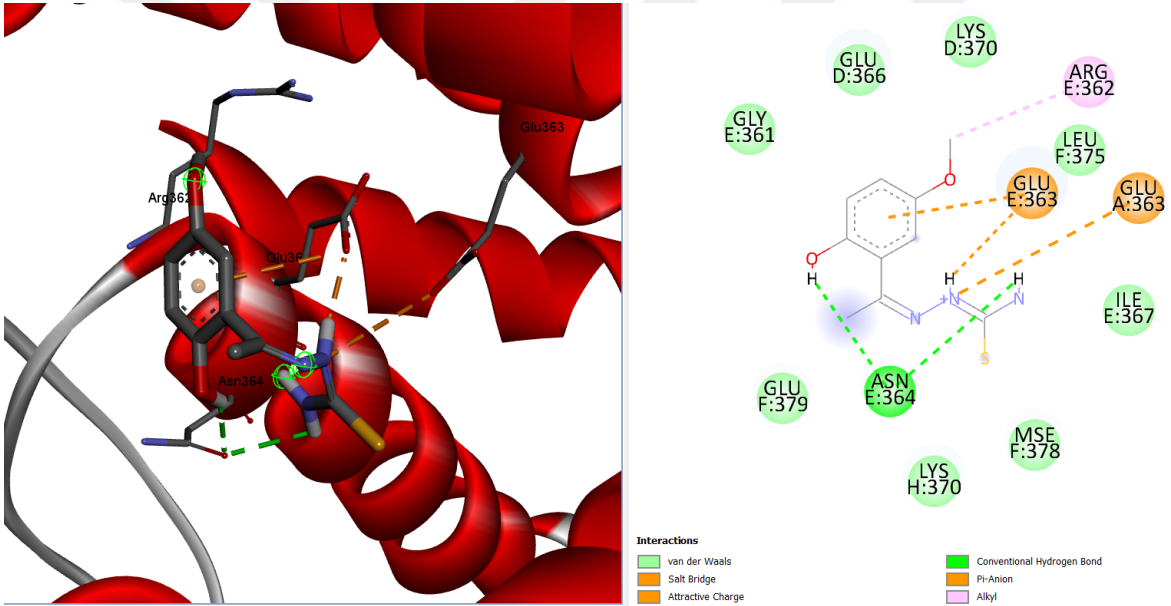 Glu363
Arg362
Glu36
Asn364
LYS
D:370
GLU
D:366
ARG
E:362
GLY
E:361
LEU
F:375
GLU
E:363
GLU
A:363
O
O
H
H
H
+N
N
N
S
ILE
E:367
GLU
F:379
ASN
E:364
MSE
F:378
LYS
H:370
Interactions
van der Waals
Salt Bridge
Attractive Charge
Conventional Hydrogen Bond
Pi-Anion
Alkyl